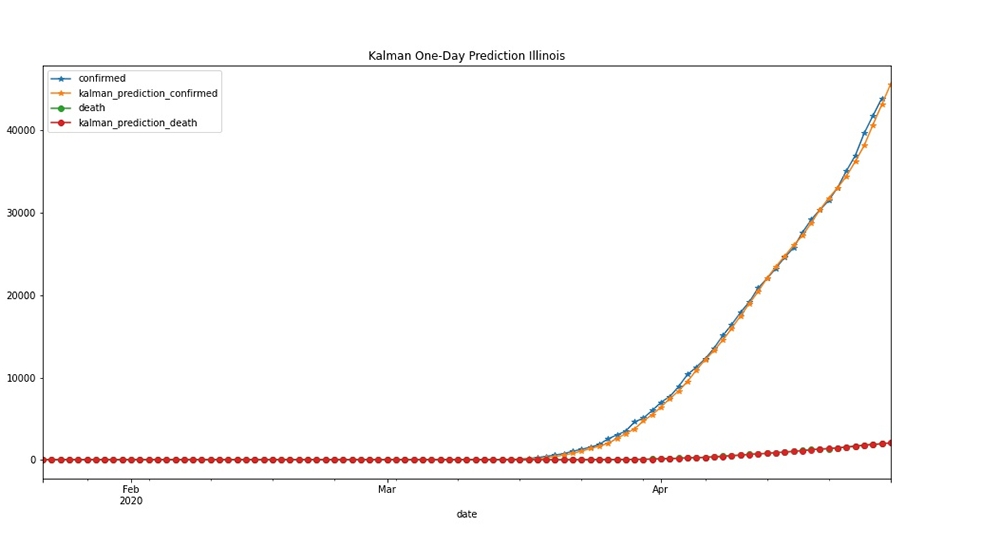 Kalman One-Day Prediction Illinois
confirmed
kalman_prediction_confirmed
death
kalman_prediction_death
40000
30000
20000
10000
0
Feb
2020
Mar
Apr
date